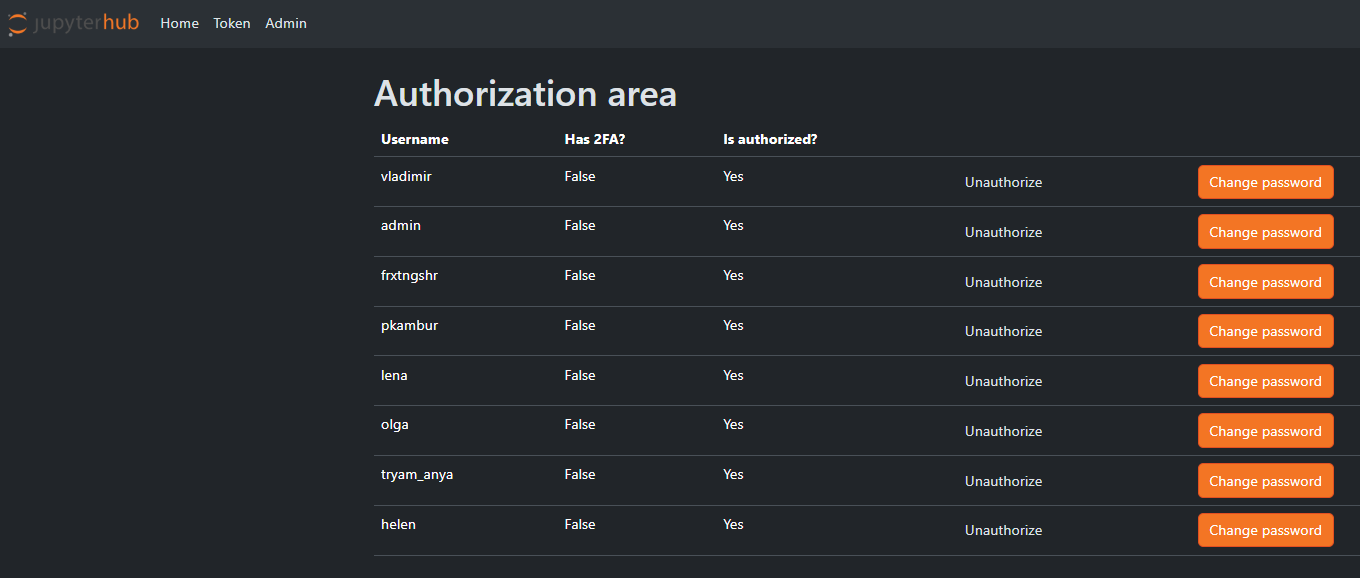 jupyterhub Home Token Admin
Authorization area
Username Has 2FA? Is authorized?
vladimir False Yes Unauthorize Change password
admin False Yes Unauthorize Change password
frxtngshr False Yes Unauthorize Change password
pkambur False Yes Unauthorize Change password
lena False Yes Unauthorize Change password
olga False Yes Unauthorize Change password
tryam_anya False Yes Unauthorize Change password
helen False Yes Unauthorize Change password